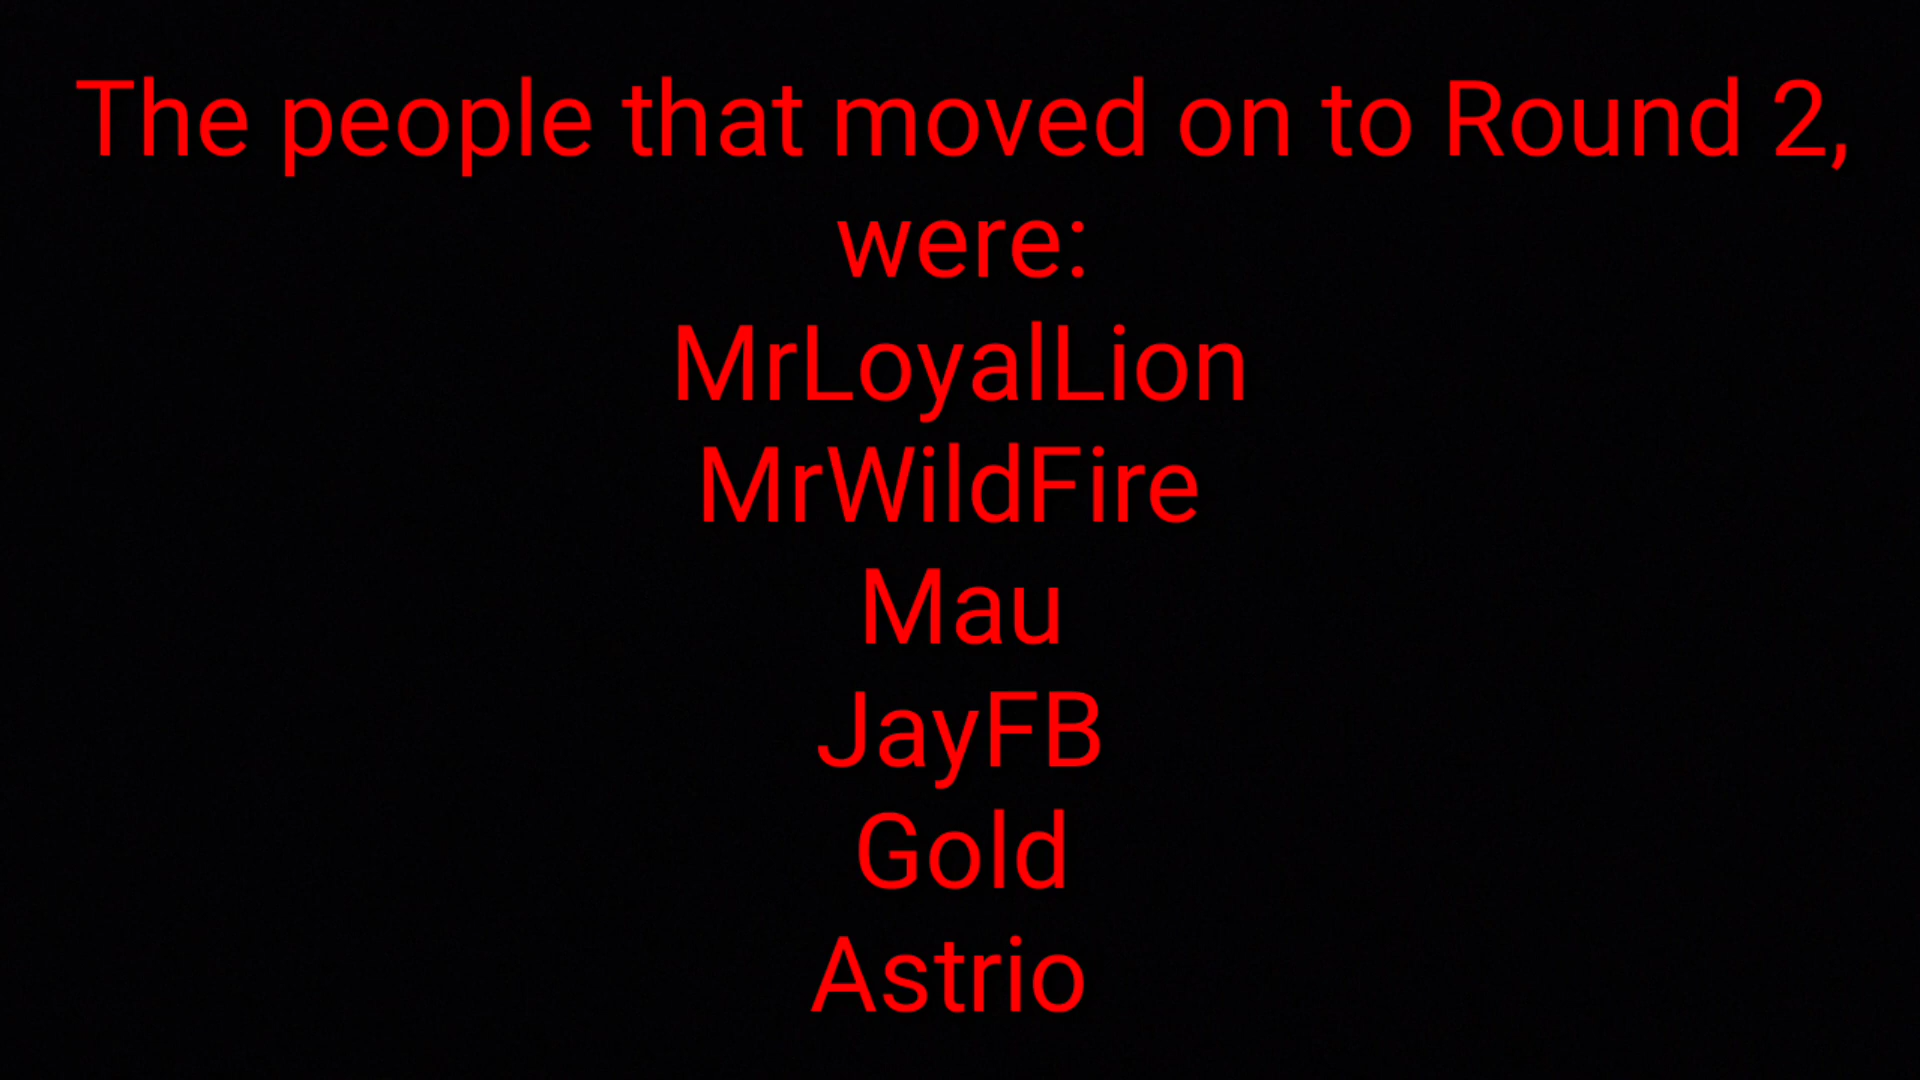 The people that moved on to Round 2,
were:
MrLoyalLion
MrWildFire
Mau
JayFB
Gold
Astrio